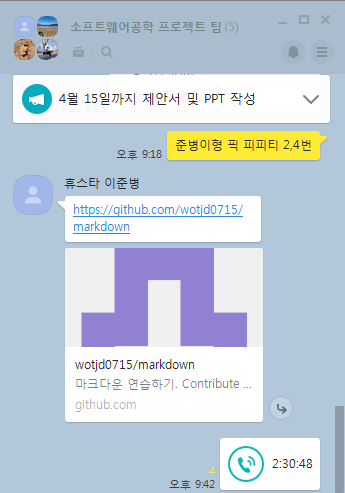 소프트웨어공학 프로젝트 팀 (5)
4월 15일까지 제안서 및 PPT 작성
오후 9:18
준병이형 픽 피피티 2,4번
휴스타 이준병
https://github.com/wotjd0715/
markdown
wotjd0715/markdown
마크다운 연습하기. Contribute ...
github.com
4
오후 9:42
2:30:48